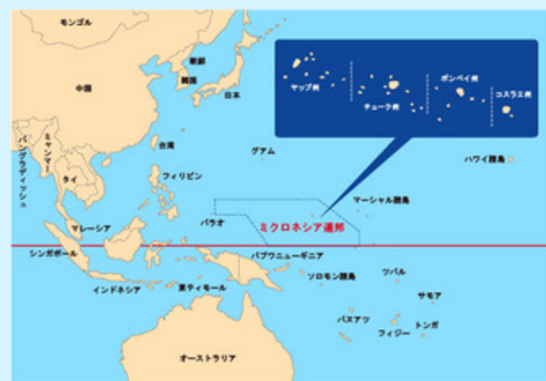 モンゴル
中国
朝鮮
韓国
日本
台湾
バングラディッシュ
ミャンマー
タイ
フィリピン
グアム
ハワイ諸島
ヤップ州
チューク州
ポンペイ州
コスラエ州
マーシャル諸島
パラオ
ミクロネシア連邦
マレーシア
シンガポール
インドネシア
東ティモール
パプウニューギニア
ソロモン諸島
ツバル
サモア
バヌアツ
フィジー
トンガ
オーストラリア